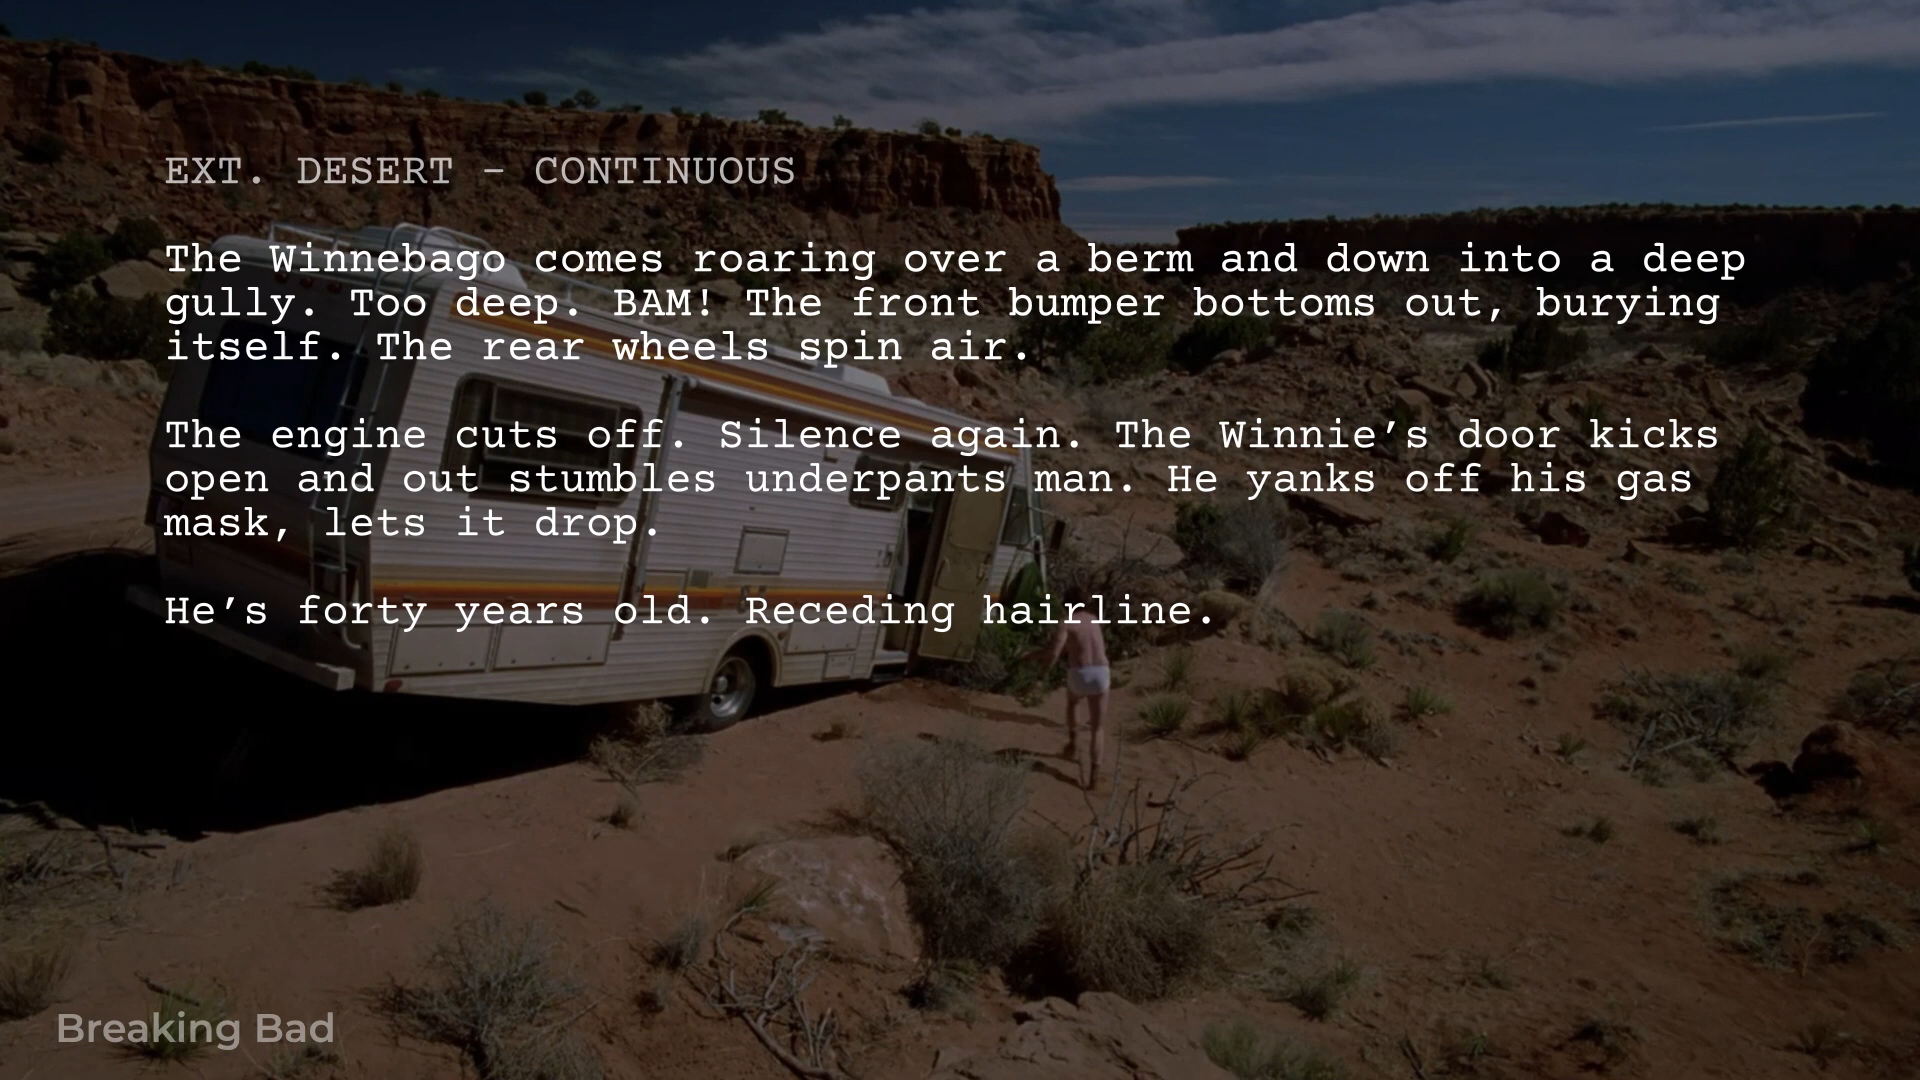 EXT. DESERT – CONTINUOUS
The Winnebago comes roaring over a berm and down into a deep
gully. Too deep. BAM! The front bumper bottoms out, burying
itself. The rear wheels spin air.
The engine cuts off. Silence again. The Winnie’s door kicks
open and out stumbles underpants man. He yanks off his gas
mask, lets it drop.
He’s forty years old. Receding hairline.
Breaking Bad